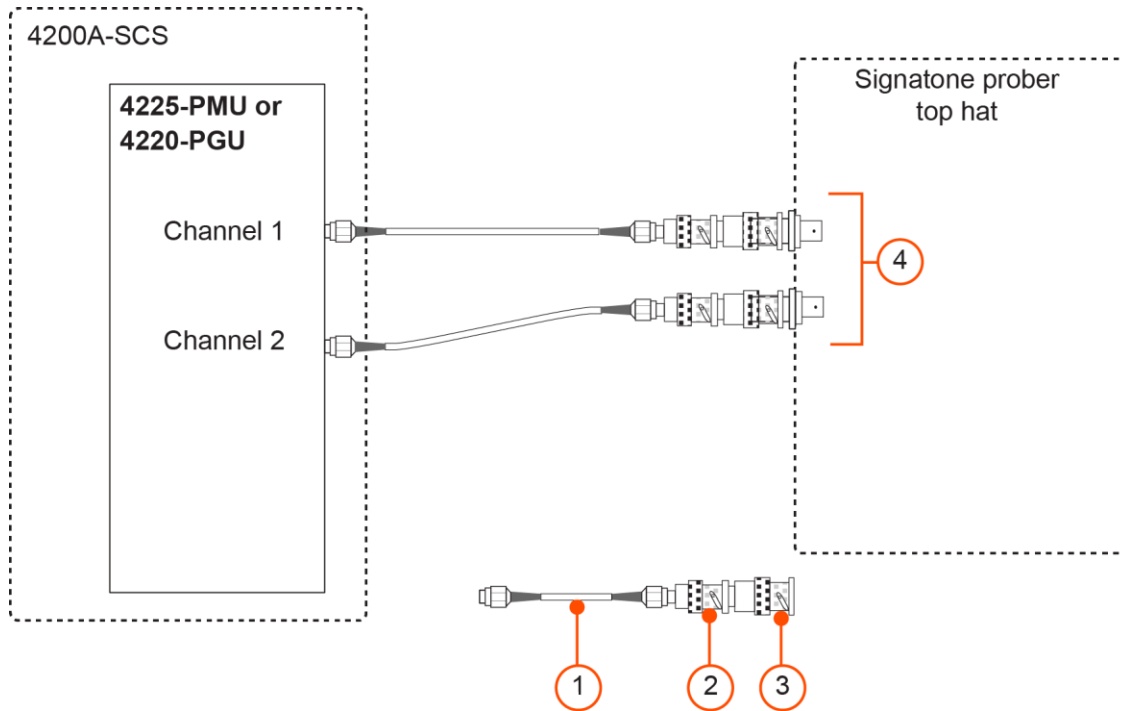 4200A-SCS
4225-PMU or
4220-PGU
Channel 1
Channel 2
Signatone prober
top hat
4
1
2
3